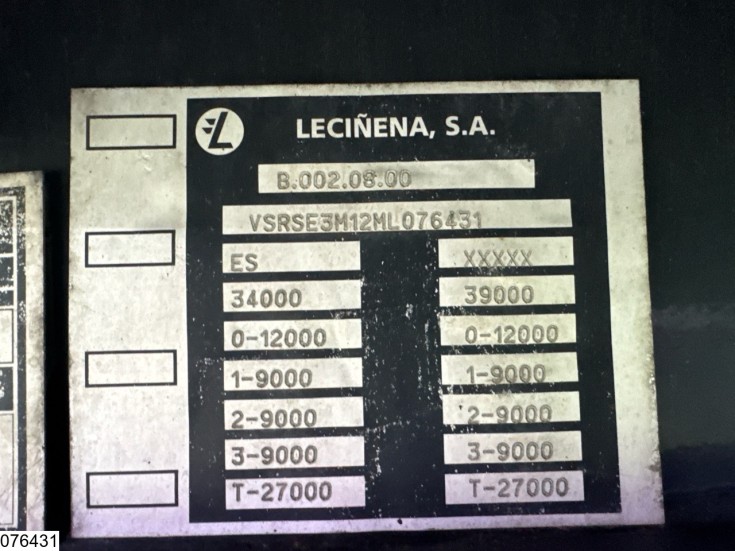 LECIÑENA, S.A.
B.002.08.00
VSRSE3M12ML076431
ES XXXXX
34000 39000
0-12000 0-12000
1-9000 1-9000
2-9000 2-9000
3-9000 3-9000
T-27000 T-27000
076431